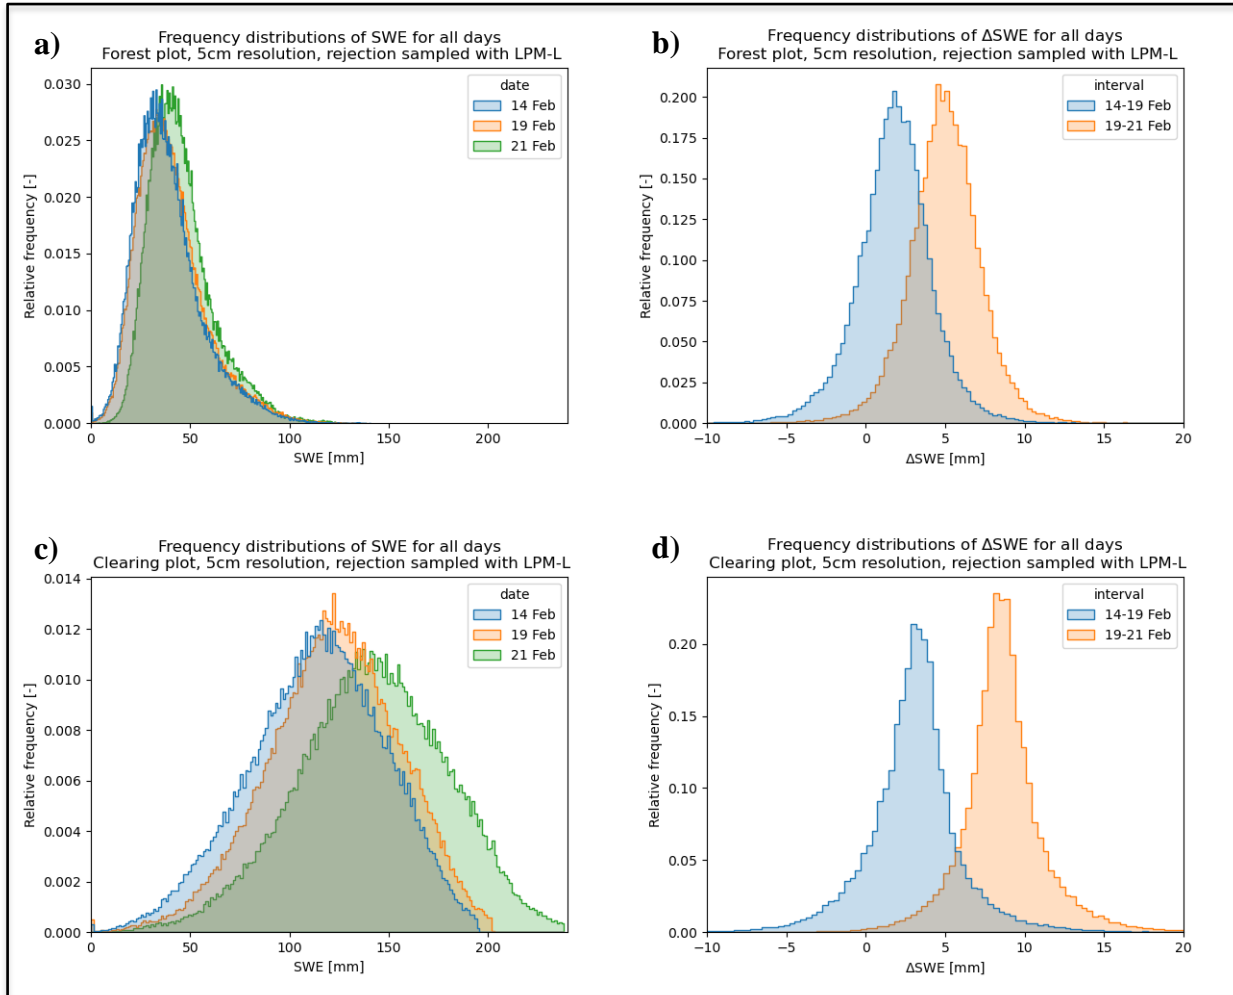 a)
Frequency distributions of SWE for all days
Forest plot, 5cm resolution, rejection sampled with LPM-L
date
14 Feb
19 Feb
21 Feb
Relative frequency [-]
0.030
0.025
0.020
0.015
0.010
0.005
0.000
0 50 100 150 200
SWE [mm]
b)
Frequency distributions of ΔSWE for all days
Forest plot, 5cm resolution, rejection sampled with LPM-L
interval
14-19 Feb
19-21 Feb
Relative frequency [-]
0.200
0.175
0.150
0.125
0.100
0.075
0.050
0.025
0.000
−10 −5 0 5 10 15 20
ΔSWE [mm]
c)
Frequency distributions of SWE for all days
Clearing plot, 5cm resolution, rejection sampled with LPM-L
date
14 Feb
19 Feb
21 Feb
Relative frequency [-]
0.014
0.012
0.010
0.008
0.006
0.004
0.002
0.000
0 50 100 150 200
SWE [mm]
d)
Frequency distributions of ΔSWE for all days
Clearing plot, 5cm resolution, rejection sampled with LPM-L
interval
14-19 Feb
19-21 Feb
Relative frequency [-]
0.20
0.15
0.10
0.05
0.00
−10 −5 0 5 10 15 20
ΔSWE [mm]